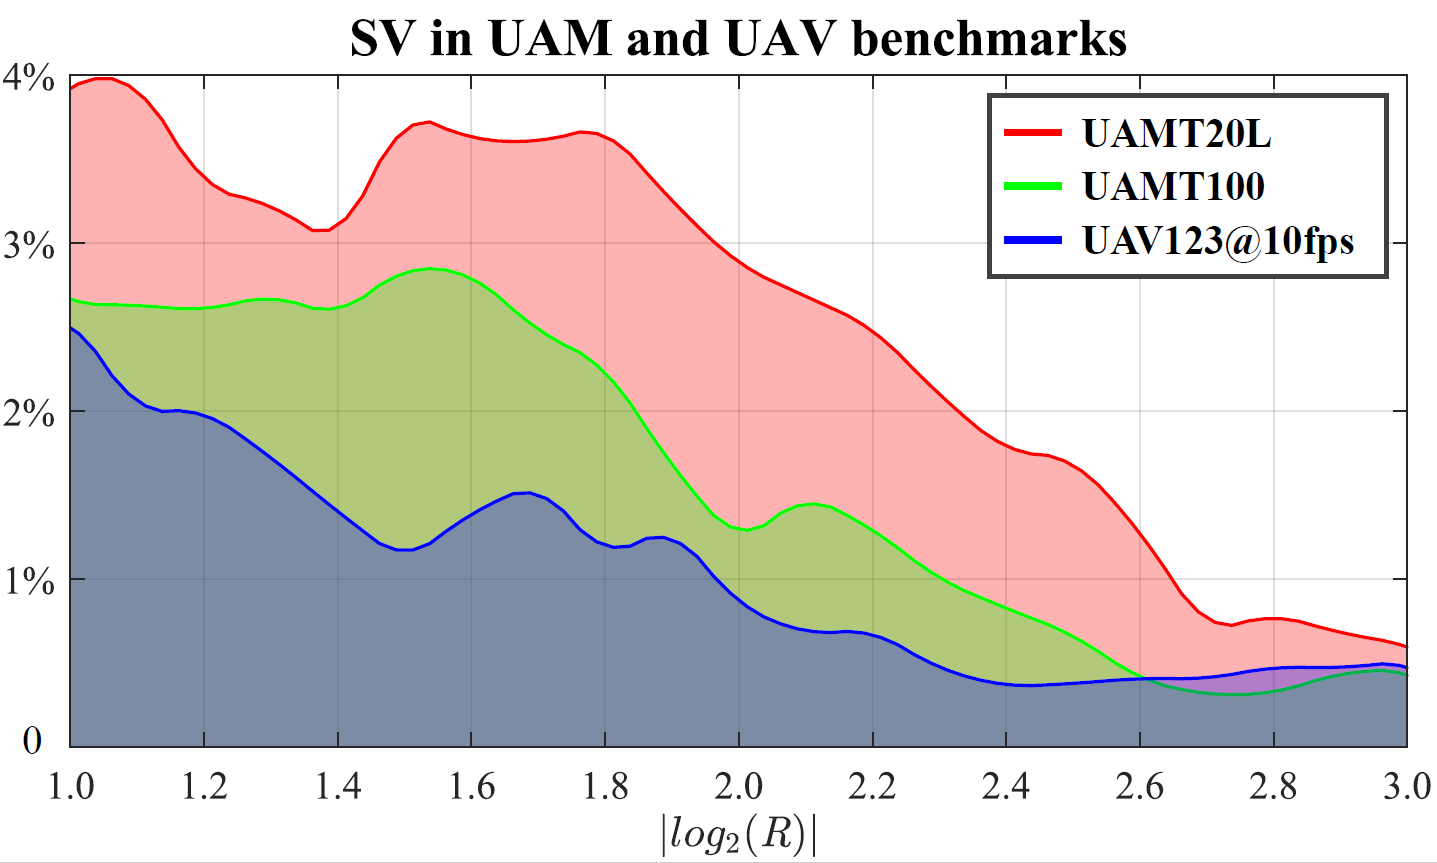 SV in UAM and UAV benchmarks
4%
3%
2%
1%
0
UAMT20L
UAMT100
UAV123@10fps
1.0 1.2 1.4 1.6 1.8 2.0 2.2 2.4 2.6 2.8 3.0
|log₂(R)|